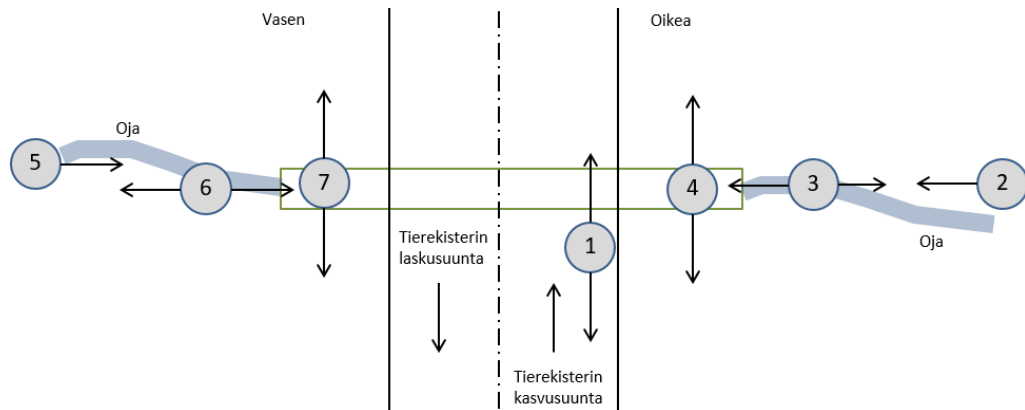 Vasen
Oikea
Oja
5
6
7
4
3
2
1
Tierekisterin
laskusuunta
Oja
Tierekisterin
kasvusuunta